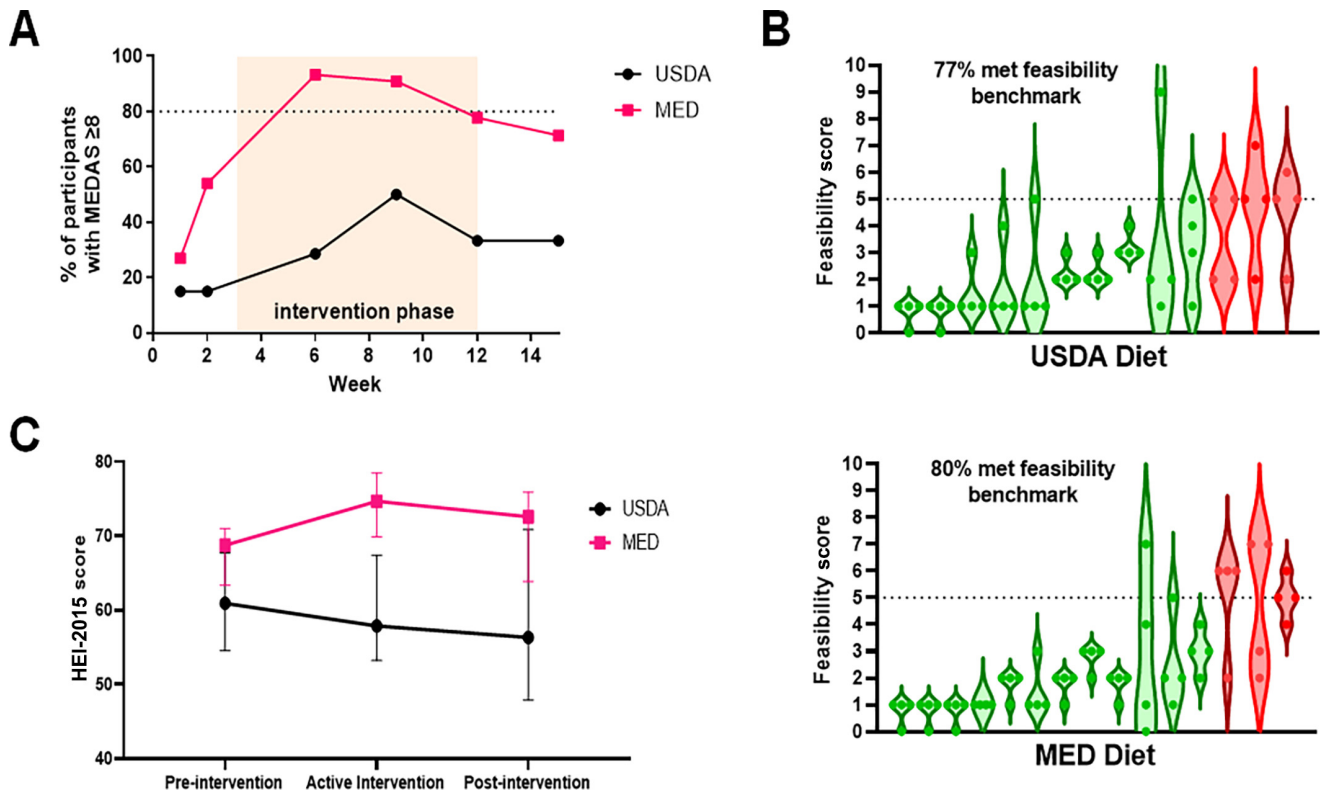 A
% of participants
with MEDAS ≥8
100
80
60
40
20
0
0 2 4 6 8 10 12 14
Week
intervention phase
USDA
MED
B
Feasibility score
10
9
8
7
6
5
4
3
2
1
0
77% met feasibility
benchmark
USDA Diet
C
HEI-2015 score
80
70
60
50
40
Pre-intervention Active Intervention Post-intervention
USDA
MED
Feasibility score
10
9
8
7
6
5
4
3
2
1
0
80% met feasibility
benchmark
MED Diet